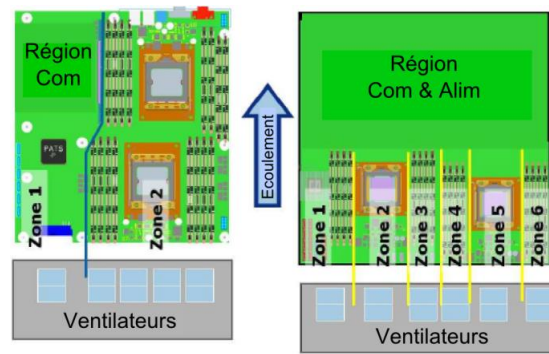 Région
Com
PATS
Zone 1
Zone 2
Ventilateurs
Ecoulement
Région
Com & Alim
Zone 1
Zone 2
Zone 3
Zone 4
Zone 5
Zone 6
Ventilateurs